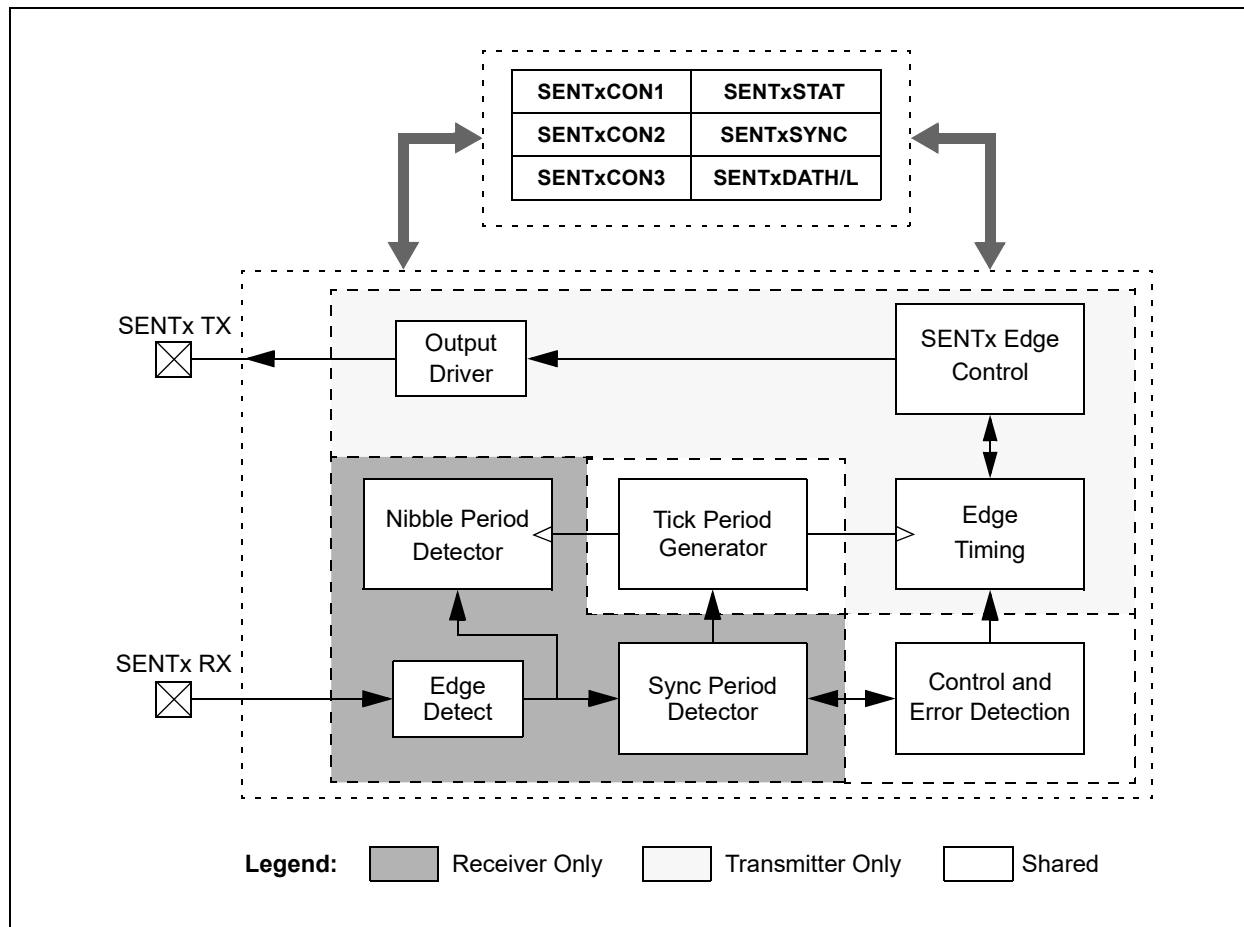 SENTxCON1
SENTxSTAT
SENTxCON2
SENTxSYNC
SENTxCON3
SENTxDATH/L
SENTx TX
Output
Driver
SENTx Edge
Control
Nibble Period
Detector
Tick Period
Generator
Edge
Timing
SENTx RX
Edge
Detect
Sync Period
Detector
Control and
Error Detection
Legend:
Receiver Only
Transmitter Only
Shared